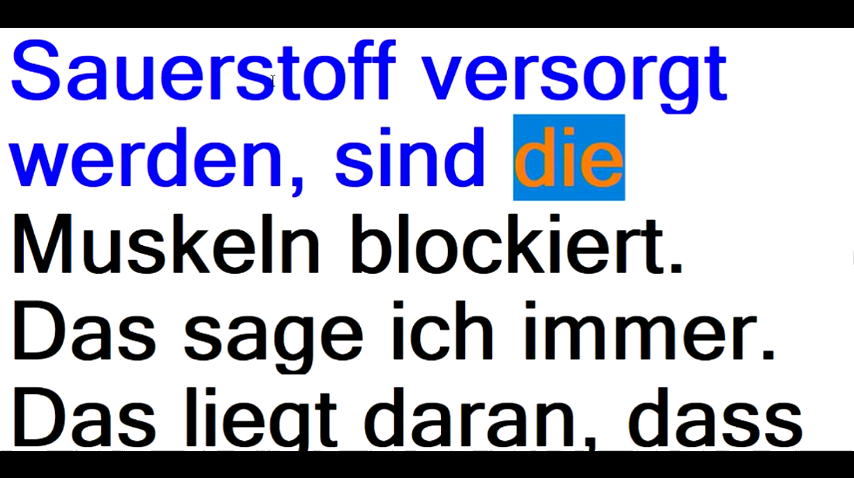 Sauerstoff versorgt
werden, sind die
Muskeln blockiert.
Das sage ich immer.
Das liegt daran, dass